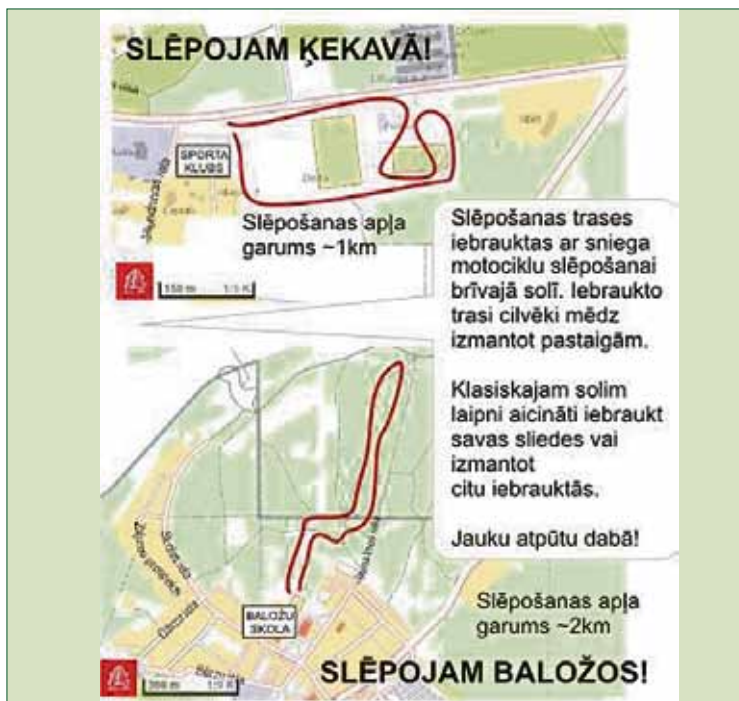 SLĒPOJAM ĶEKAVĀ!
SPORTA
KLUBS
Slēpošanas apļa
garums ~1km
150 m
Slēpošanas trases
iebrauktas ar sniega
motociklu slēpošanai
brīvajā solī. Iebraukto
trasi cilvēki mēdz
izmantot pastaigām.
Klasiskajam solim
laipni aicināti iebraukt
savas sliedes vai
izmantot
citu iebrauktās.
Jauku atpūtu dabā!
BALOŽU
SKOLA
Slēpošanas apļa
garums ~2km
300 m
SLĒPOJAM BALOŽOS!